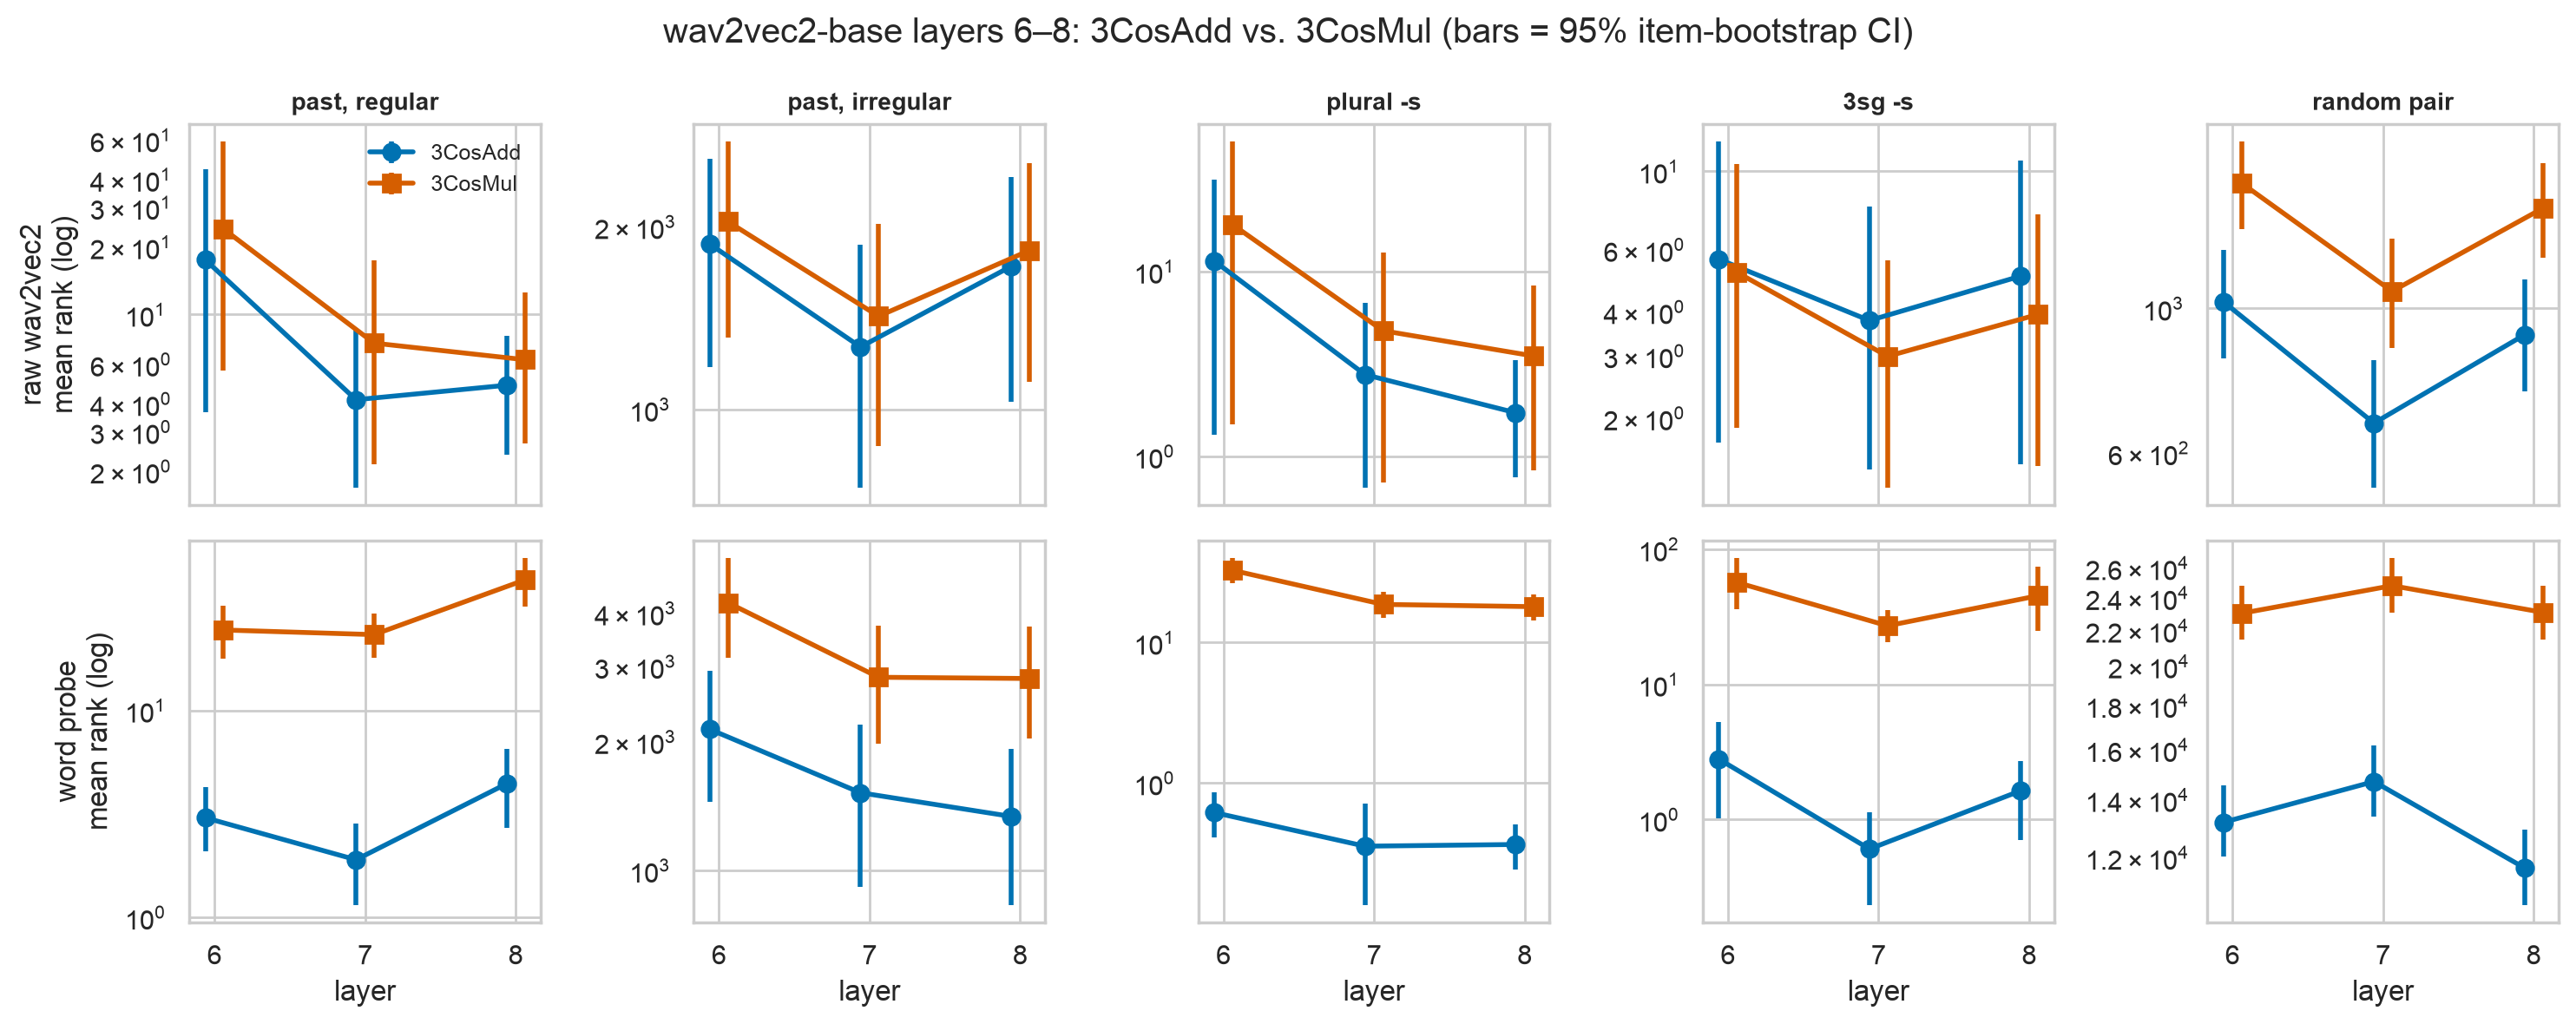 wav2vec2-base layers 6–8: 3CosAdd vs. 3CosMul (bars = 95% item-bootstrap CI)
past, regular
past, irregular
plural -s
3sg -s
random pair
raw wav2vec2
mean rank (log)
6 × 10¹
4 × 10¹
3 × 10¹
2 × 10¹
10¹
6 × 10⁰
4 × 10⁰
3 × 10⁰
2 × 10⁰
3CosAdd
3CosMul
2 × 10³
10³
10¹
10⁰
10¹
6 × 10⁰
4 × 10⁰
3 × 10⁰
2 × 10⁰
10³
6 × 10²
word probe
mean rank (log)
10¹
10⁰
4 × 10³
3 × 10³
2 × 10³
10³
10¹
10⁰
10²
10¹
10⁰
2.6 × 10⁴
2.4 × 10⁴
2.2 × 10⁴
2 × 10⁴
1.8 × 10⁴
1.6 × 10⁴
1.4 × 10⁴
1.2 × 10⁴
6 7 8
layer
6 7 8
layer
6 7 8
layer
6 7 8
layer
6 7 8
layer